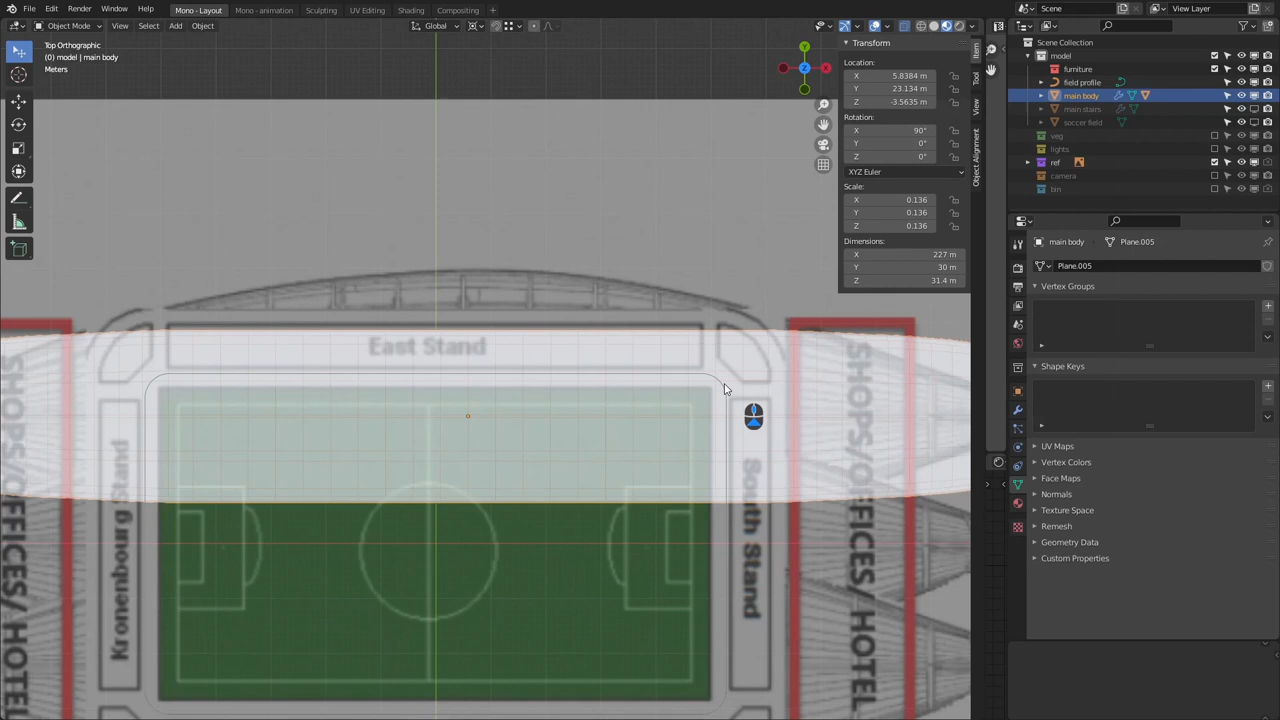 File Edit Render Window Help
Mono - Layout Mono - animation Sculpting UV Editing Shading Compositing +
Scene View Layer
Object Mode View Select Add Object
Global
Top Orthographic
(0) model | main body
Meters
Y
X
Z
Transform
Location:
X 5.8384 m
Y 23.134 m
Z -3.5635 m
Rotation:
X 90°
Y 0°
Z 0°
XYZ Euler
Scale:
X 0.136
Y 0.136
Z 0.136
Dimensions:
X 227 m
Y 30 m
Z 31.4 m
Item
Tool
View
Object Alignment
Scene Collection
model
furniture
field profile
main body
main stairs
soccer field
veg
lights
ref
camera
bin
main body Plane.005
Plane.005
Vertex Groups
Shape Keys
UV Maps
Vertex Colors
Face Maps
Normals
Texture Space
Remesh
Geometry Data
Custom Properties
East Stand
SHOPS/OFFICES/ HOTEL
Kronenbourg Stand
South Stand
SHOPS/OFFICES/ HOTEL